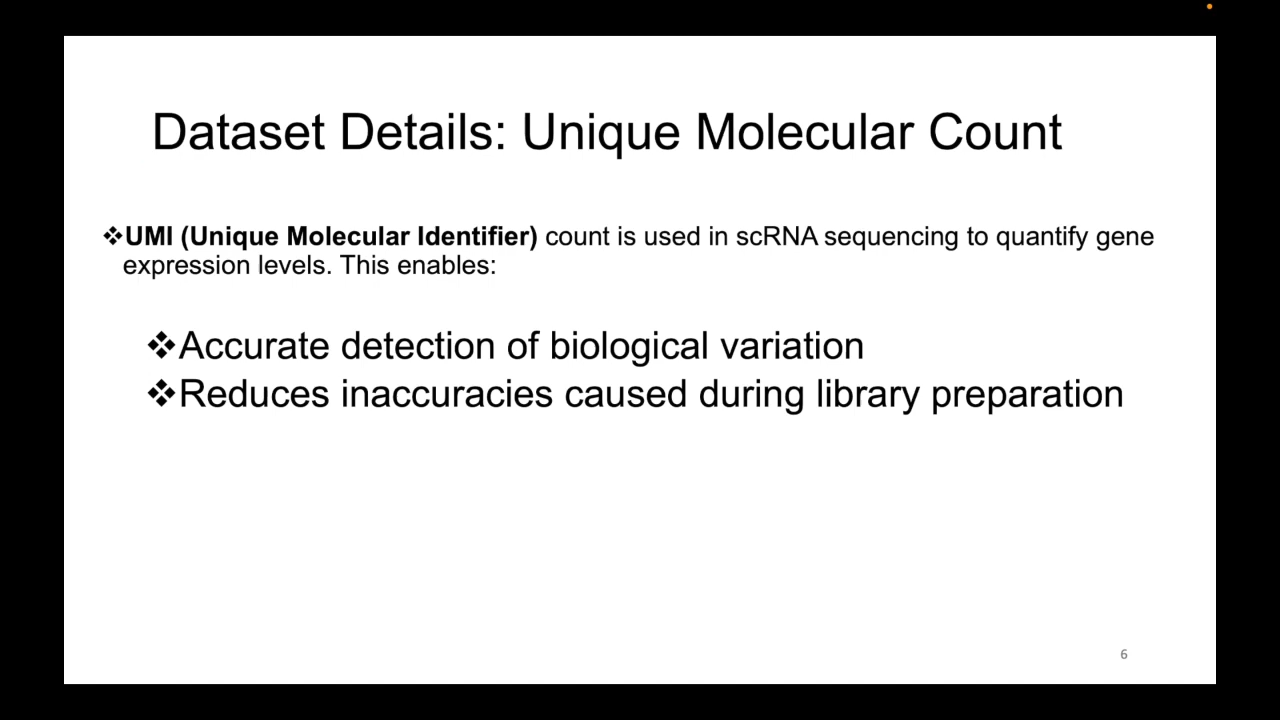 Dataset Details: Unique Molecular Count
❖UMI (Unique Molecular Identifier) count is used in scRNA sequencing to quantify gene
expression levels. This enables:
❖Accurate detection of biological variation
❖Reduces inaccuracies caused during library preparation
6